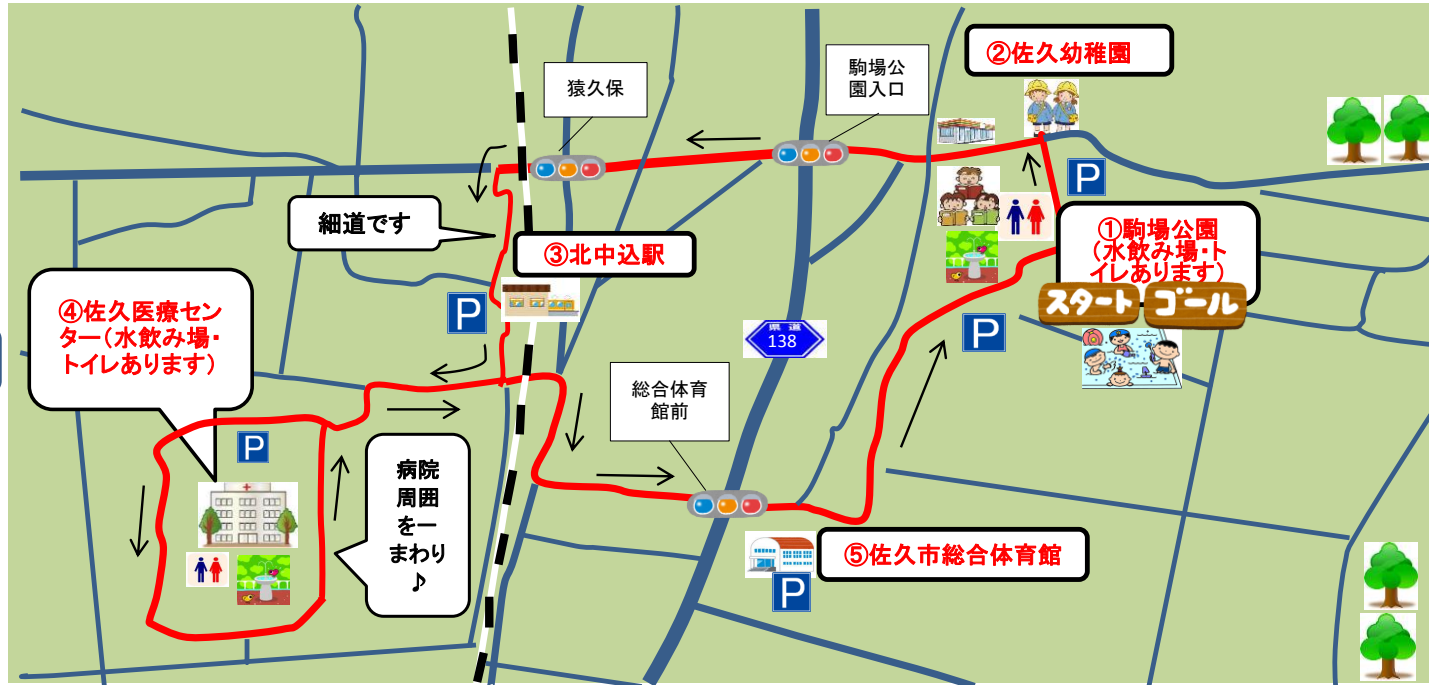 ②佐久幼稚園
駒場公
園入口
猿久保
P
細道です
①駒場公園
(水飲み場・ト
イレあります)
スタート ゴール
③北中込駅
P
P
④佐久医療セン
ター(水飲み場・
トイレあります)
県道
138
総合体育
館前
P
病院
周囲
を一
まわり
♪
⑤佐久市総合体育館
P